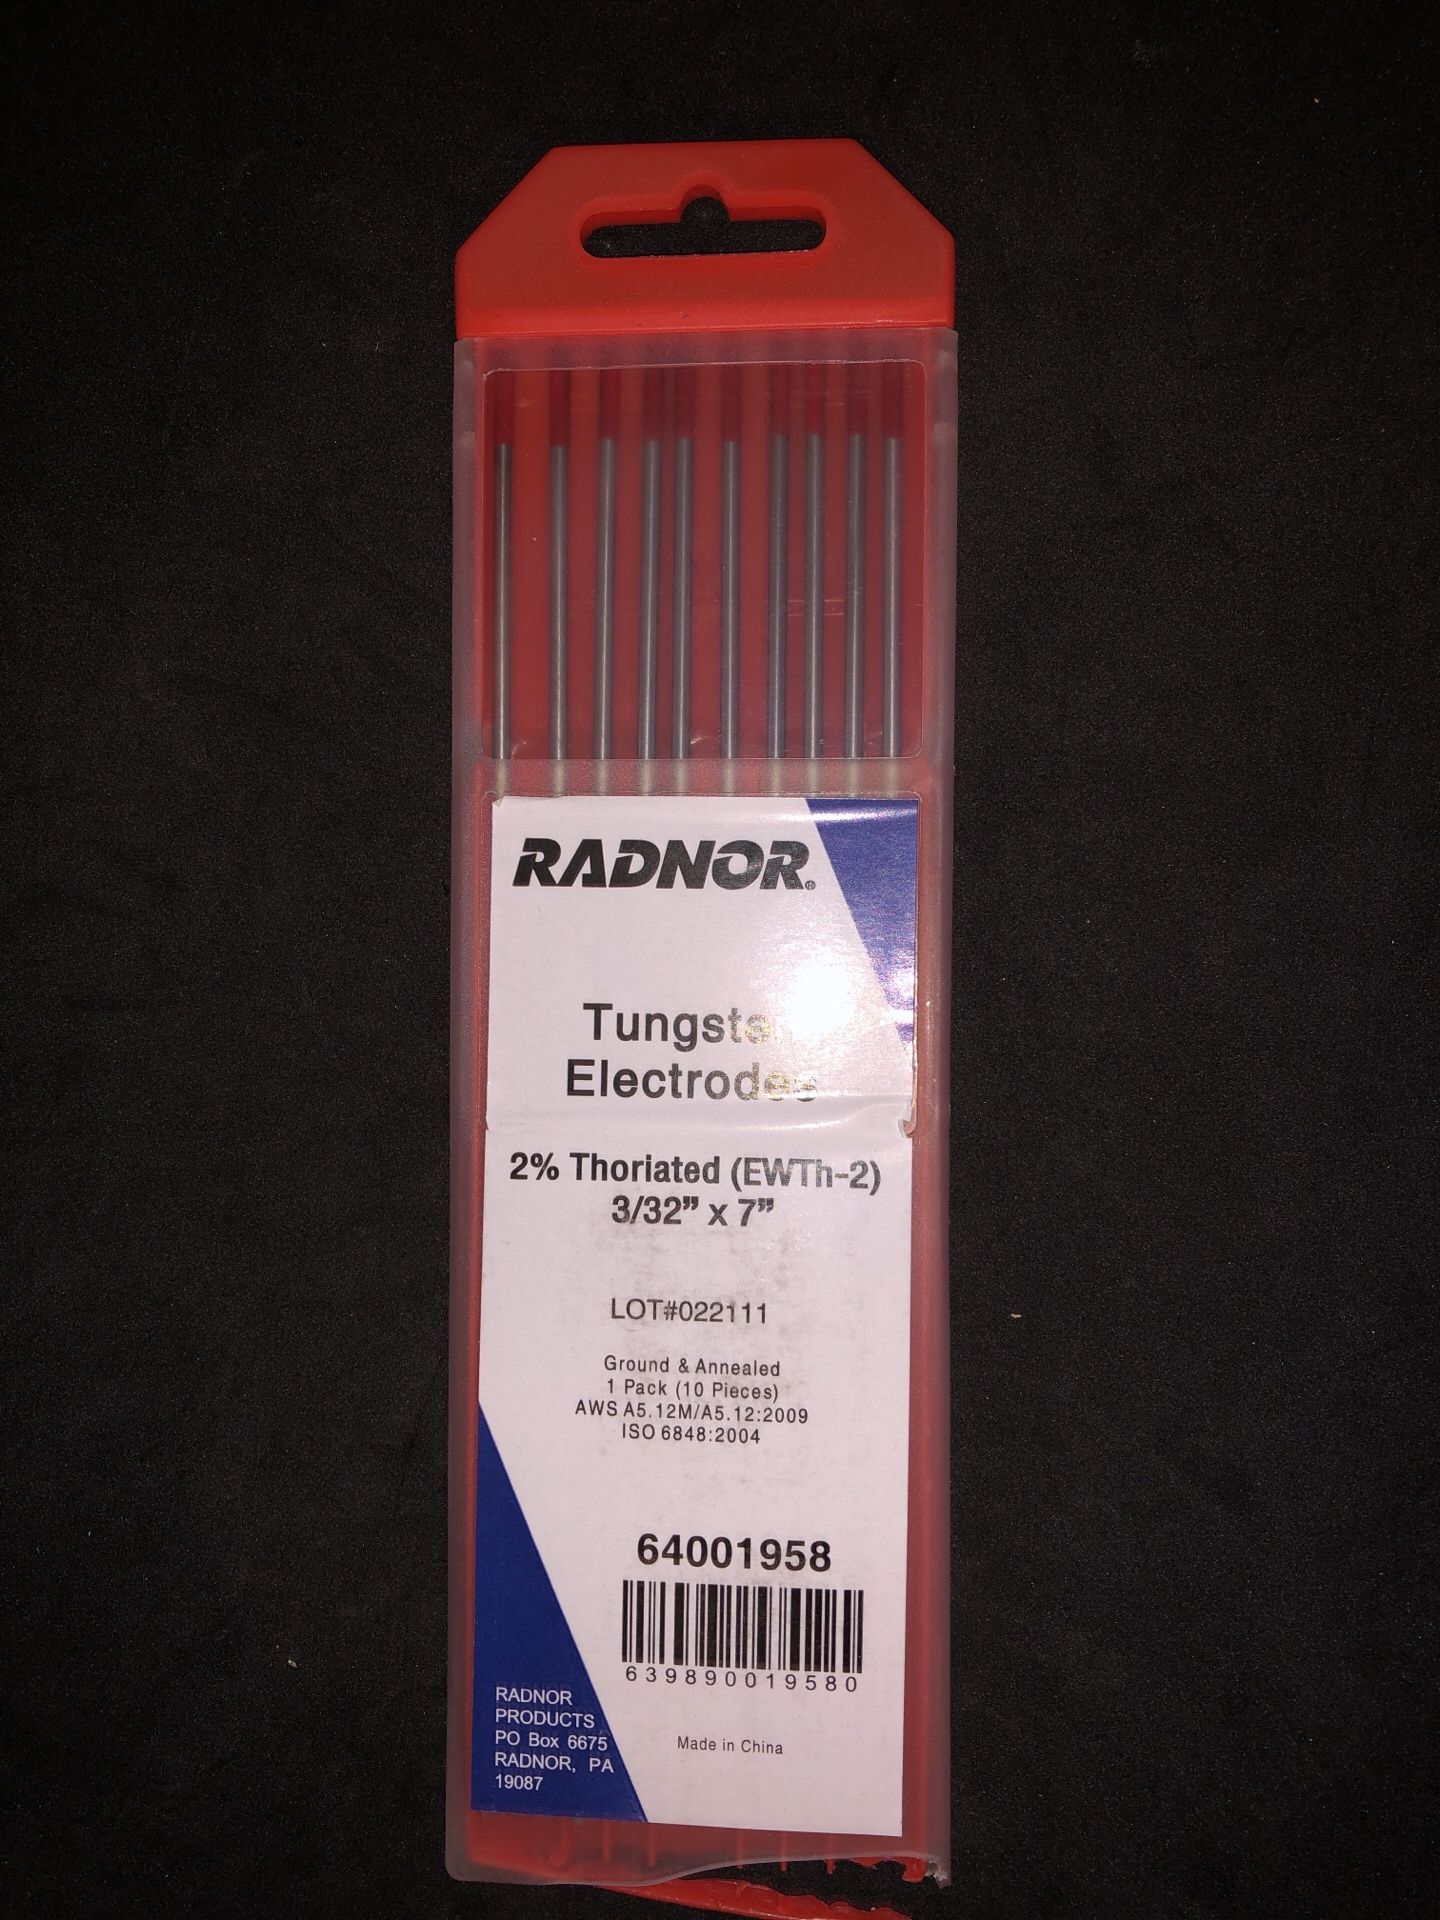 RADNOR®
Tungsten
Electrodes
2% Thoriated (EWTh-2)
3/32” x 7”
LOT#022111
Ground & Annealed
1 Pack (10 Pieces)
AWS A5.12M/A5.12:2009
ISO 6848:2004
64001958
639890019580
RADNOR
PRODUCTS
PO Box 6675
RADNOR, PA
19087
Made in China